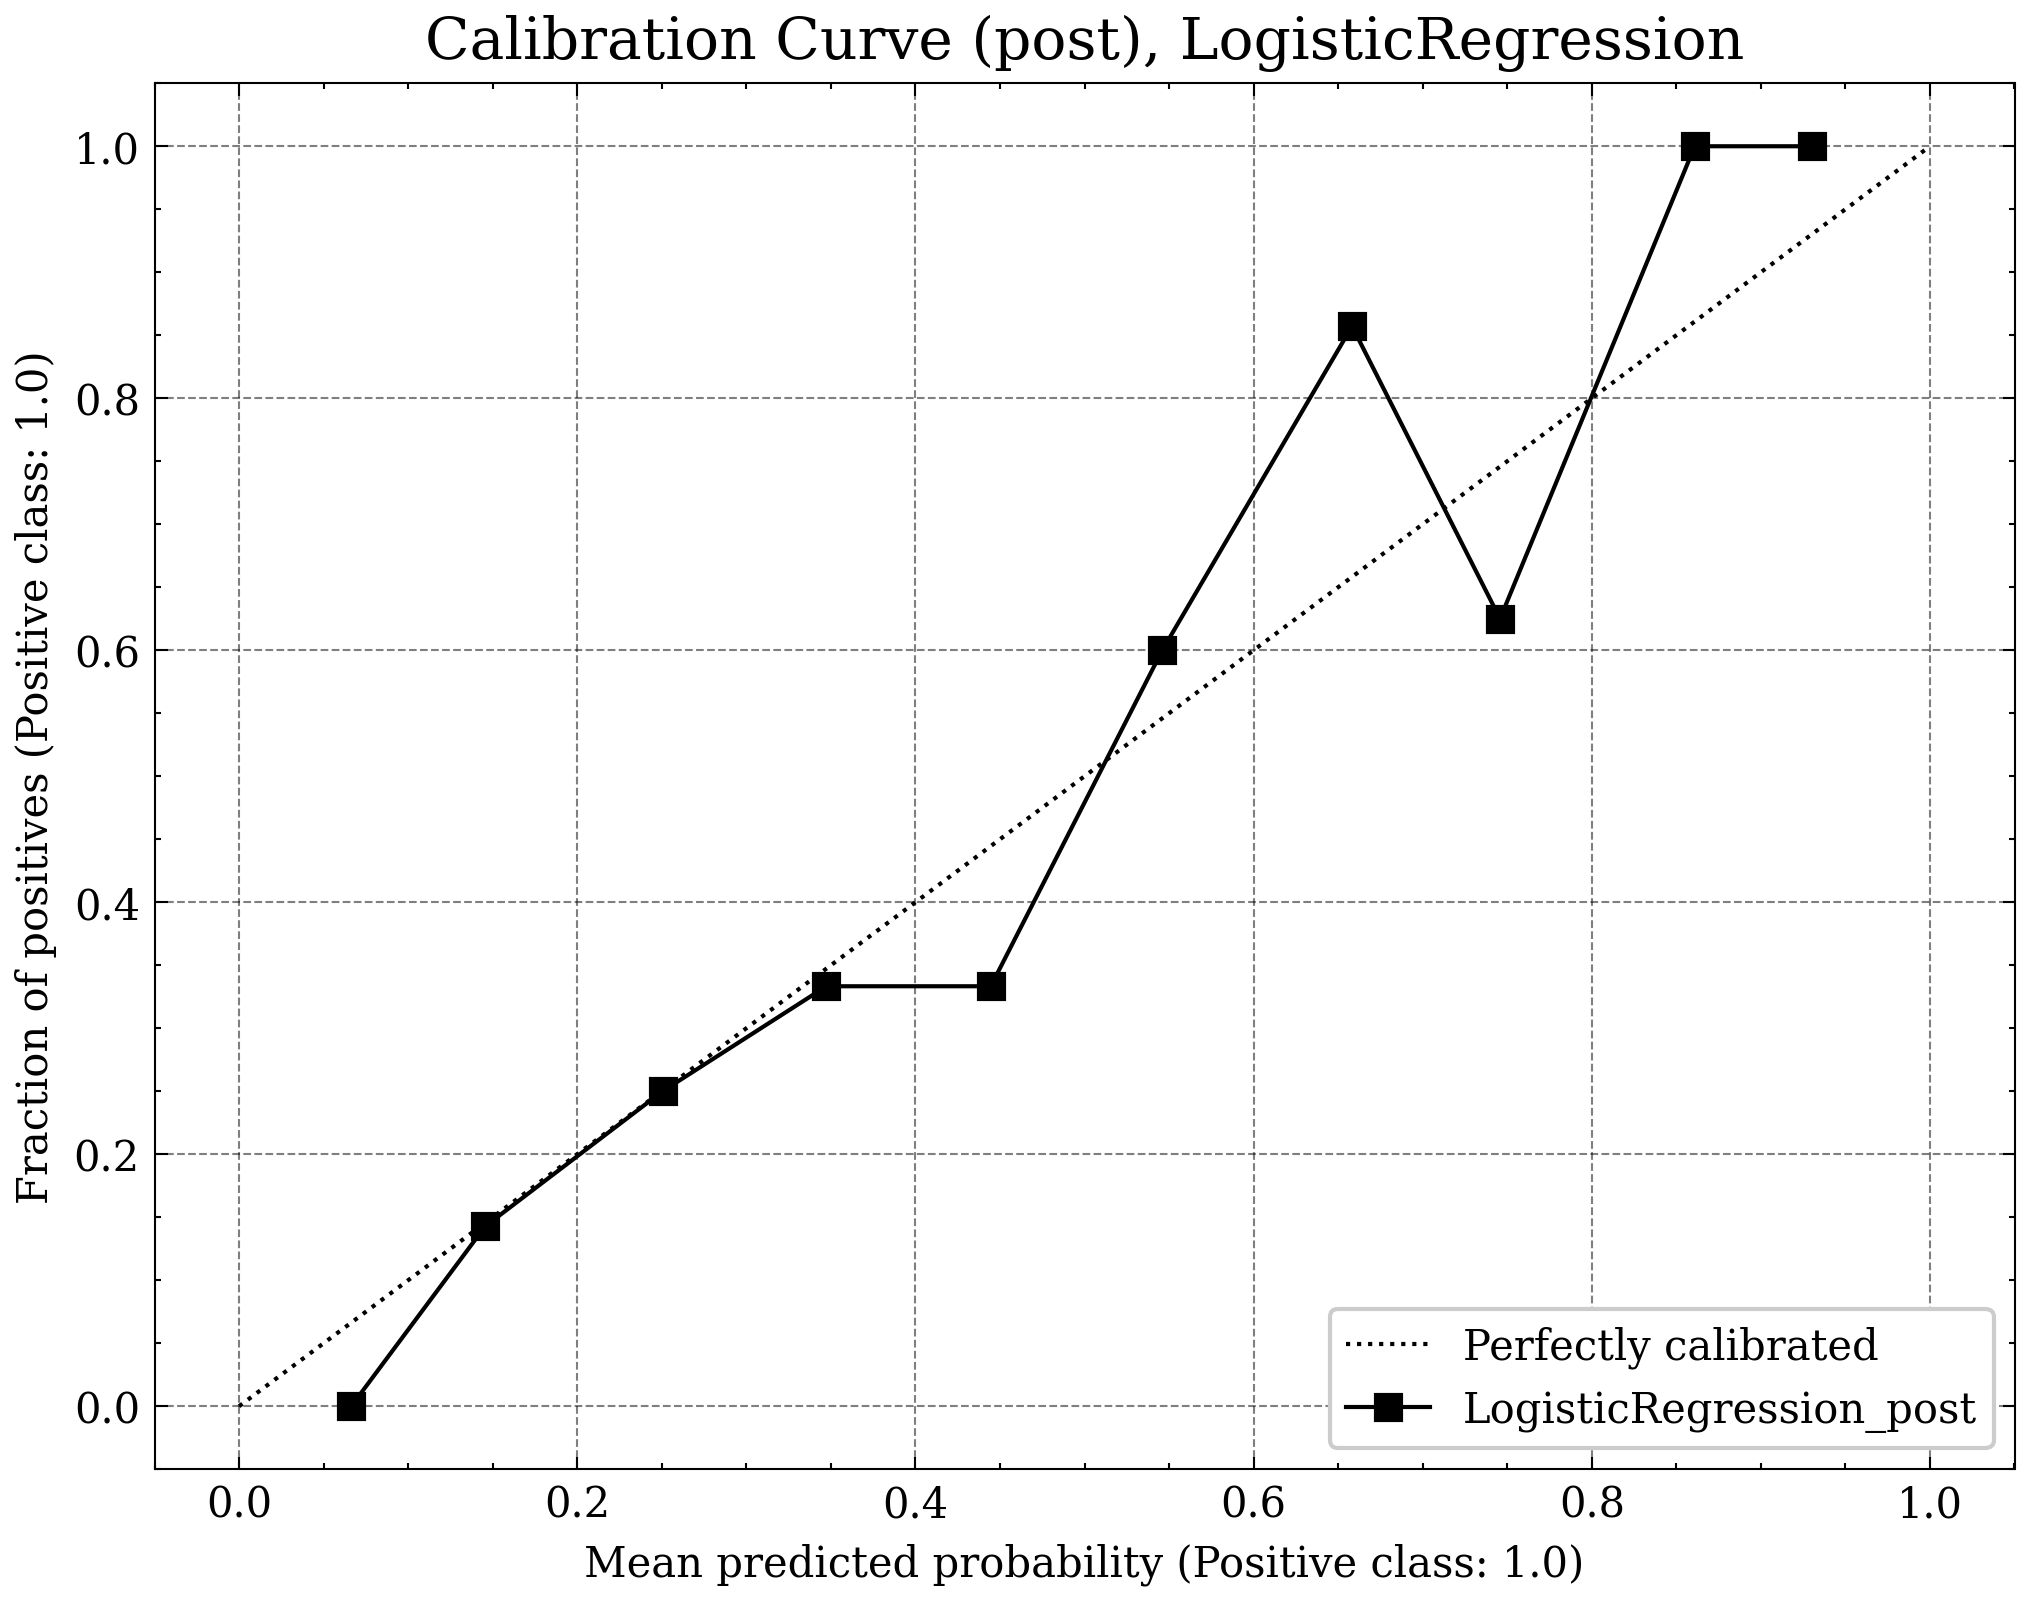 Calibration Curve (post), LogisticRegression
Fraction of positives (Positive class: 1.0)
1.0
0.8
0.6
0.4
0.2
0.0
0.0 0.2 0.4 0.6 0.8 1.0
Mean predicted probability (Positive class: 1.0)
Perfectly calibrated
LogisticRegression_post